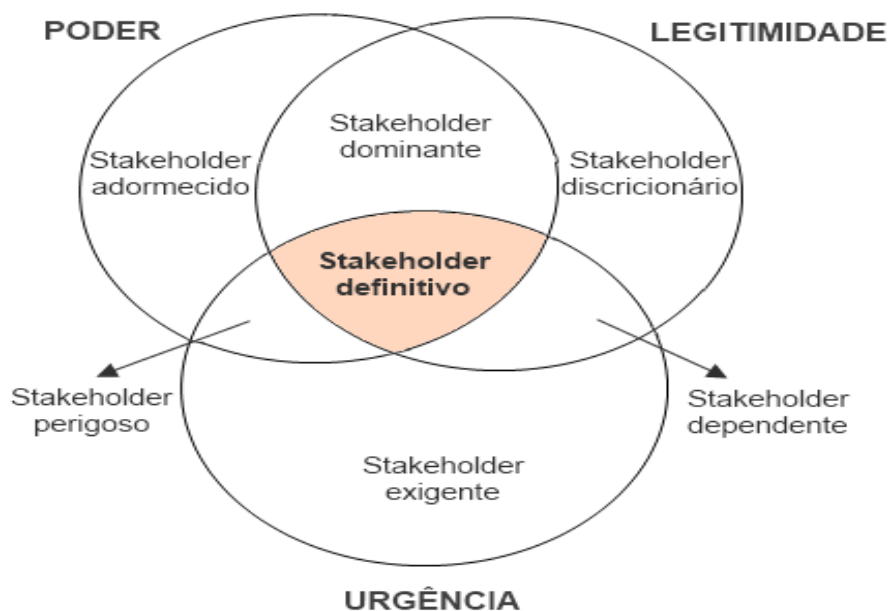 PODER
LEGITIMIDADE
Stakeholder
dominante
Stakeholder
adormecido
Stakeholder
discricionário
Stakeholder
definitivo
Stakeholder
perigoso
Stakeholder
dependente
Stakeholder
exigente
URGÊNCIA